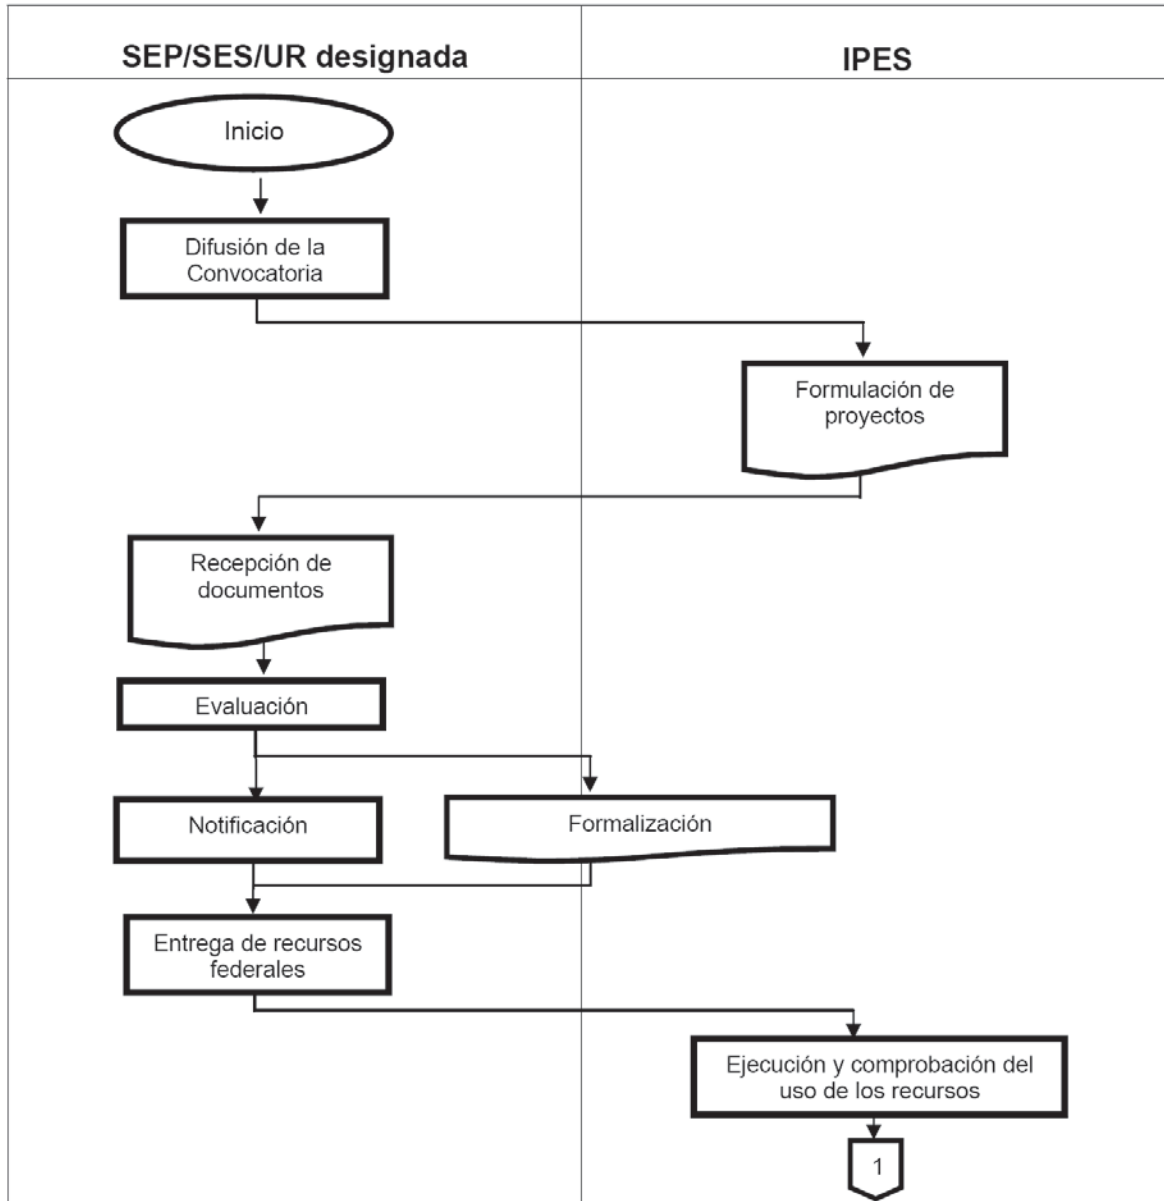 SEP/SES/UR designada
IPES
Inicio
Difusión de la
Convocatoria
Formulación de
proyectos
Recepción de
documentos
Evaluación
Notificación
Formalización
Entrega de recursos
federales
Ejecución y comprobación del
uso de los recursos
1